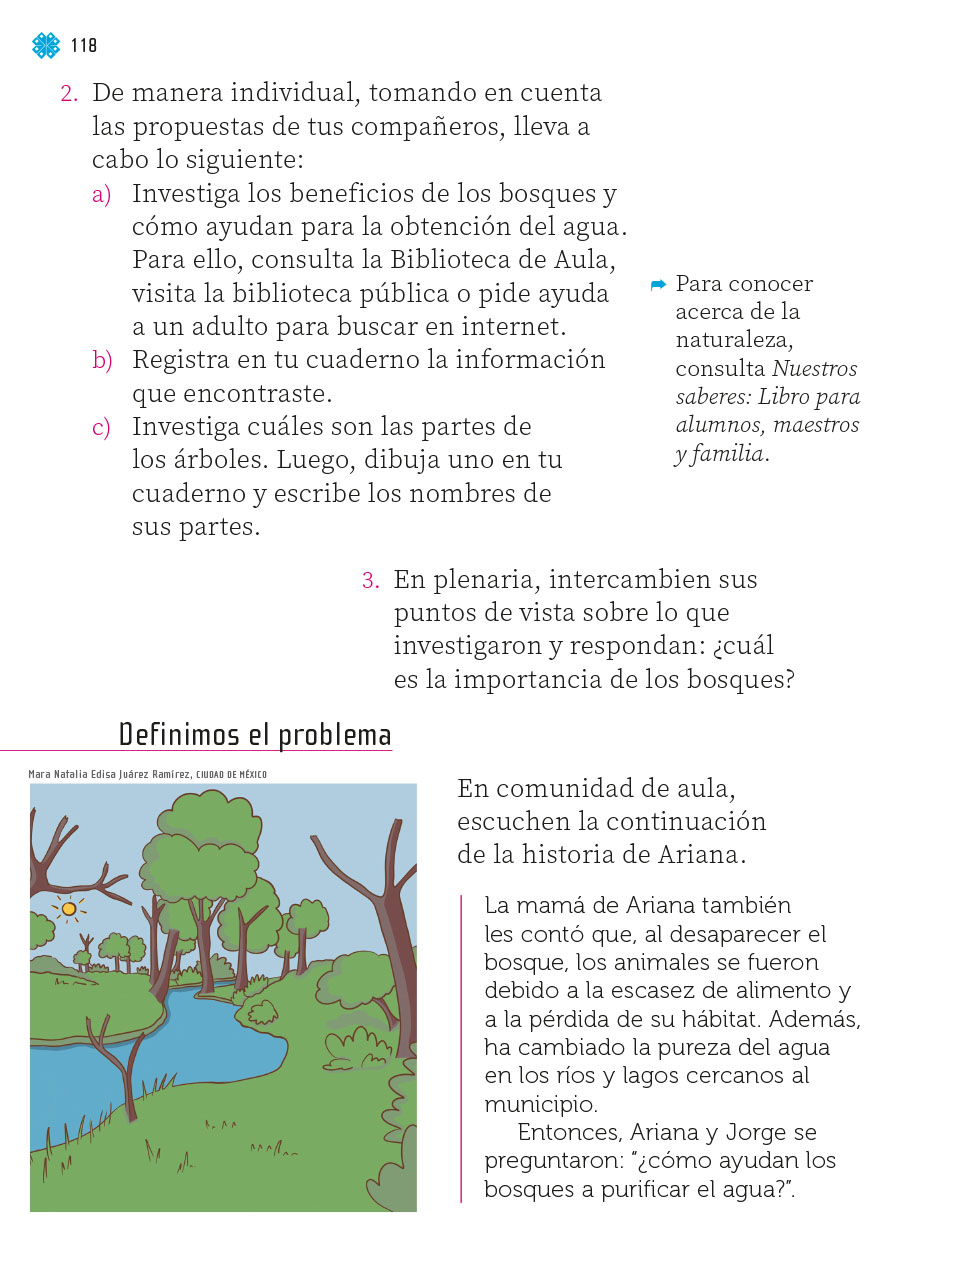 118
2. De manera individual, tomando en cuenta
las propuestas de tus compañeros, lleva a
cabo lo siguiente:
a) Investiga los beneficios de los bosques y
cómo ayudan para la obtención del agua.
Para ello, consulta la Biblioteca de Aula,
visita la biblioteca pública o pide ayuda
a un adulto para buscar en internet.
b) Registra en tu cuaderno la información
que encontraste.
c) Investiga cuáles son las partes de
los árboles. Luego, dibuja uno en tu
cuaderno y escribe los nombres de
sus partes.
Para conocer
acerca de la
naturaleza,
consulta Nuestros
saberes: Libro para
alumnos, maestros
y familia.
3. En plenaria, intercambien sus
puntos de vista sobre lo que
investigaron y respondan: ¿cuál
es la importancia de los bosques?
Definimos el problema
Mara Natalia Edisa Juárez Ramírez, CIUDAD DE MÉXICO
En comunidad de aula,
escuchen la continuación
de la historia de Ariana.
La mamá de Ariana también
les contó que, al desaparecer el
bosque, los animales se fueron
debido a la escasez de alimento y
a la pérdida de su hábitat. Además,
ha cambiado la pureza del agua
en los ríos y lagos cercanos al
municipio.
Entonces, Ariana y Jorge se
preguntaron: “¿cómo ayudan los
bosques a purificar el agua?”.